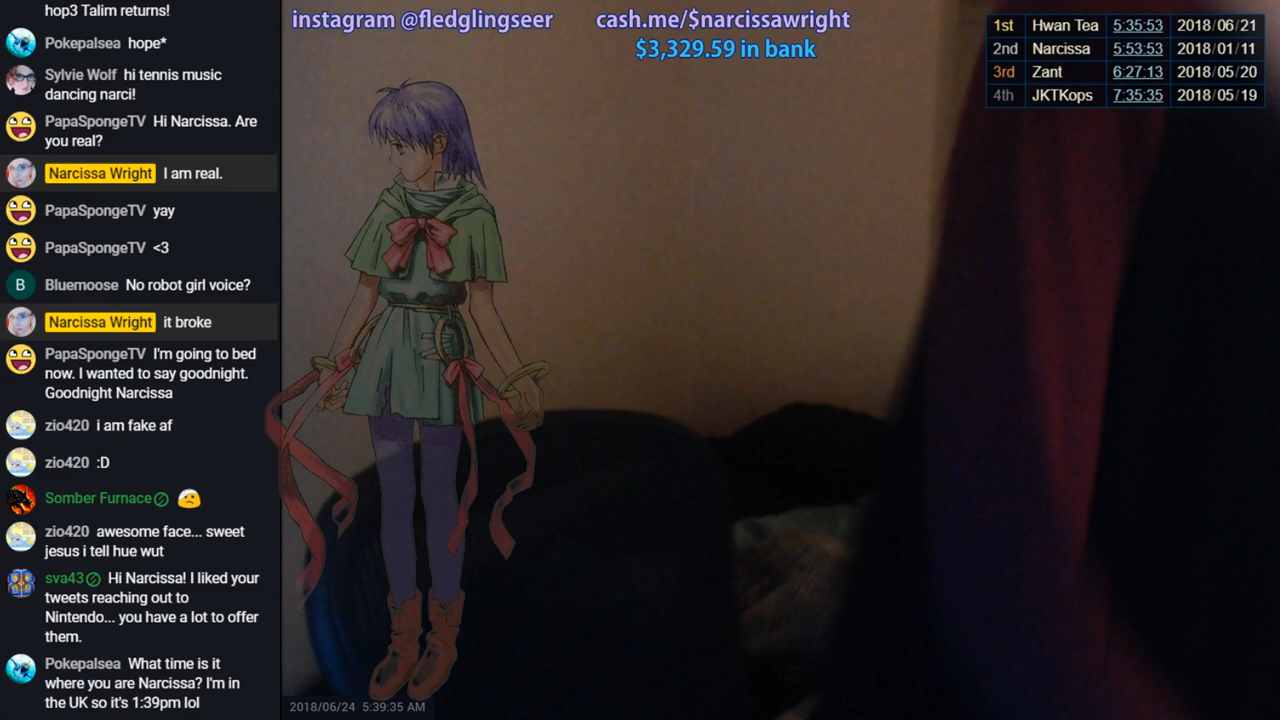 hop3 Talim returns!
Pokepalsea hope*
Sylvie Wolf hi tennis music
dancing narci!
PapaSpongeTV Hi Narcissa. Are
you real?
Narcissa Wright I am real.
PapaSpongeTV yay
PapaSpongeTV <3
B Bluemoose No robot girl voice?
Narcissa Wright it broke
PapaSpongeTV I'm going to bed
now. I wanted to say goodnight.
Goodnight Narcissa
zio420 i am fake af
zio420 :D
Somber Furnace
zio420 awesome face... sweet
jesus i tell hue wut
sva43 Hi Narcissa! I liked your
tweets reaching out to
Nintendo... you have a lot to offer
them.
Pokepalsea What time is it
where you are Narcissa? I'm in
the UK so it's 1:39pm lol
instagram @fledglingseer cash.me/$narcissawright
$3,329.59 in bank
1st Hwan Tea 5:35:53 2018/06/21
2nd Narcissa 5:53:53 2018/01/11
3rd Zant 6:27:13 2018/05/20
4th JKTKops 7:35:35 2018/05/19
2018/06/24 5:39:35 AM